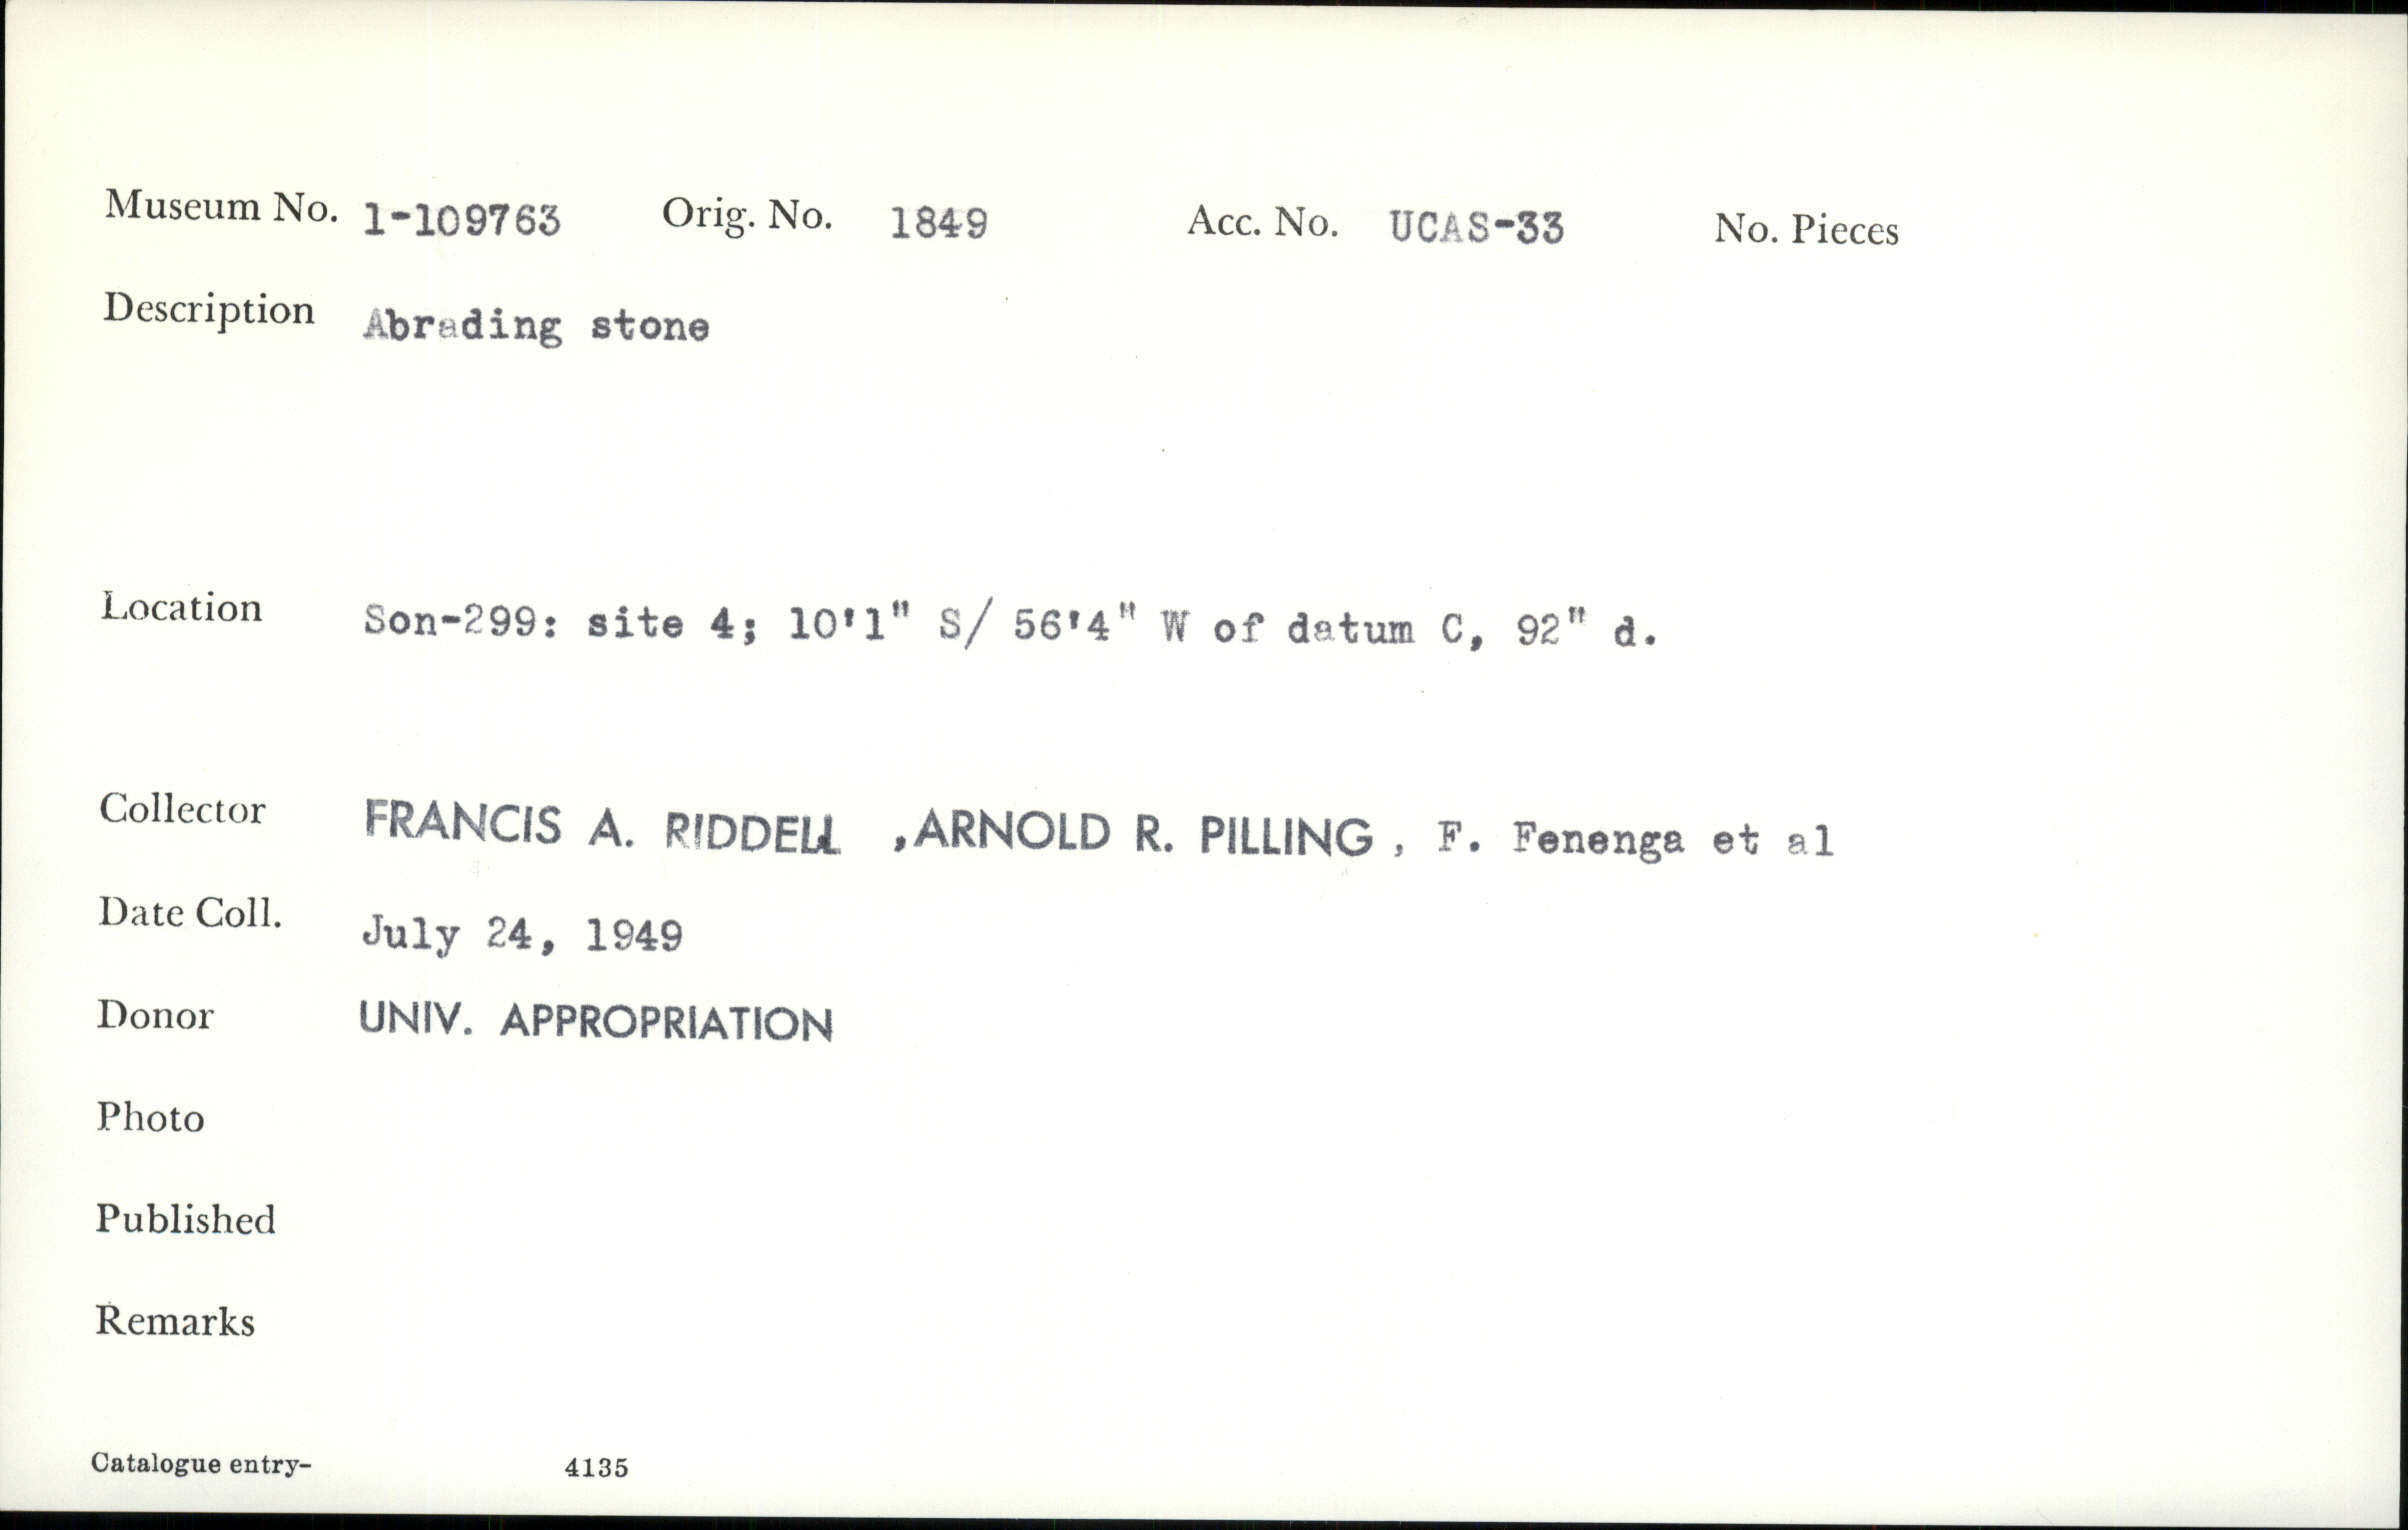 Museum No. 1-109763 Orig. No. 1849 Acc. No. UCAS-33 No. Pieces
Description Abrading stone
Location Son-299: site 4; 10'1" S/ 56'4" W of datum C, 92" d.
Collector FRANCIS A. RIDDELL ,ARNOLD R. PILLING , F. Fenenga et al
Date Coll. July 24, 1949
Donor UNIV. APPROPRIATION
Photo
Published
Remarks
Catalogue entry- 4135